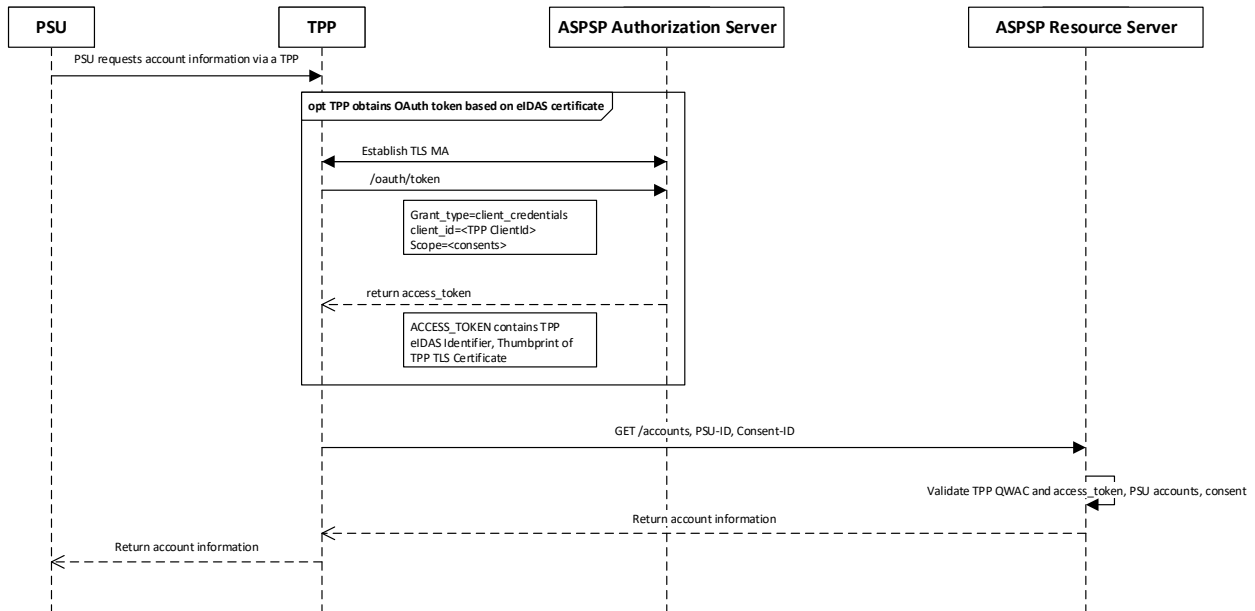 PSU
TPP
ASPSP Authorization Server
ASPSP Resource Server
PSU requests account information via a TPP
opt TPP obtains OAuth token based on eIDAS certificate
Establish TLS MA
/oauth/token
Grant_type=client_credentials
client_id=<TPP ClientId>
Scope=<consents>
return access_token
ACCESS_TOKEN contains TPP
eIDAS Identifier, Thumbprint of
TPP TLS Certificate
GET /accounts, PSU-ID, Consent-ID
Validate TPP QWAC and access_token, PSU accounts, consent
Return account information
Return account information